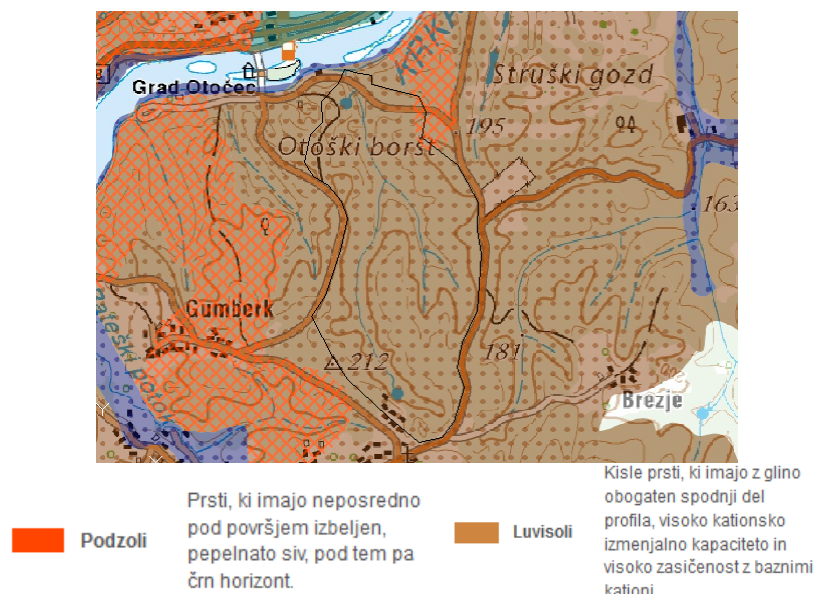 KRKA
Struški gozd
Grad Otočec
Otoški boršt
195
94
163
Gumberk
212
181
Brezje
Podzoli
Prsti, ki imajo neposredno
pod površjem izbeljen,
pepelnato siv, pod tem pa
črn horizont.
Luvisoli
Kisle prsti, ki imajo z glino
obogaten spodnji del
profila, visoko kationsko
izmenjalno kapaciteto in
visoko zasičenost z baznimi
kationi